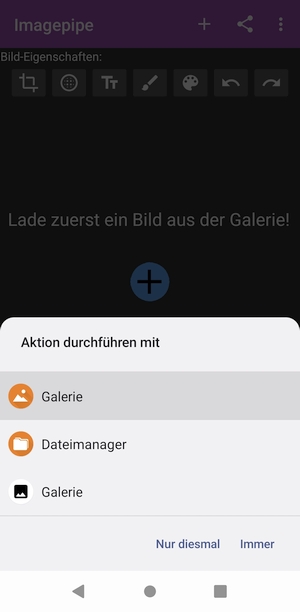 Imagepipe
Bild-Eigenschaften:
Tт
Lade zuerst ein Bild aus der Galerie!
Aktion durchführen mit
Galerie
Dateimanager
Galerie
Nur diesmal Immer